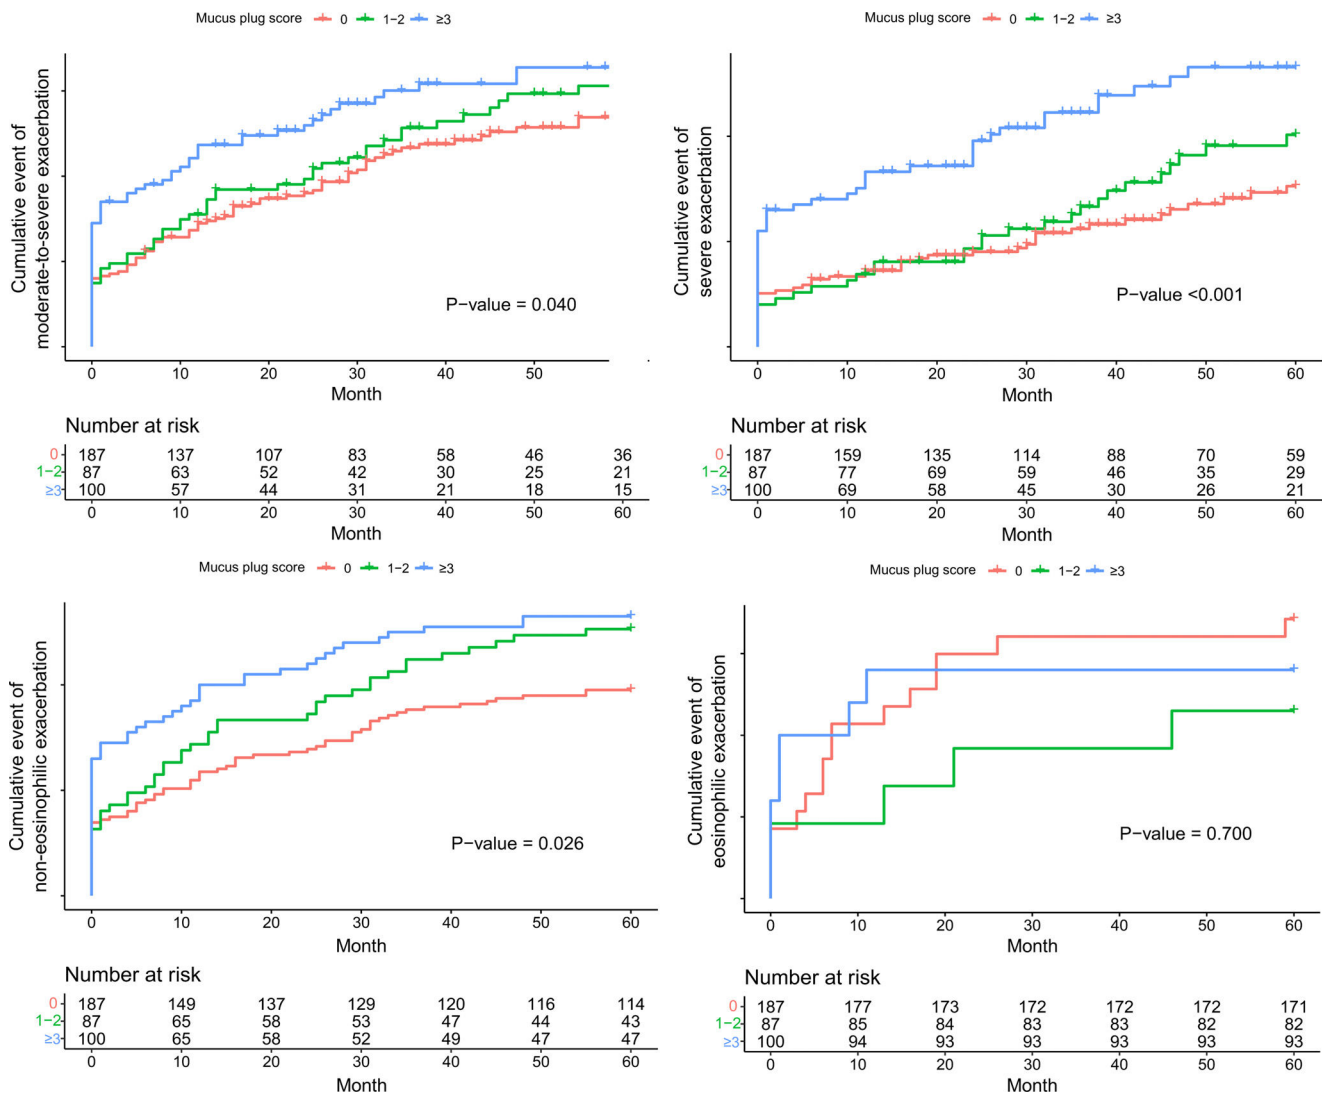 Mucus plug score 0 1−2 ≥3
Cumulative event of
moderate-to-severe exacerbation
P−value = 0.040
0 10 20 30 40 50
Month
Number at risk
0 187 137 107 83 58 46 36
1−2 87 63 52 42 30 25 21
≥3 100 57 44 31 21 18 15
0 10 20 30 40 50 60
Month
Mucus plug score 0 1−2 ≥3
Cumulative event of
severe exacerbation
P−value <0.001
0 10 20 30 40 50 60
Month
Number at risk
0 187 159 135 114 88 70 59
1−2 87 77 69 59 46 35 29
≥3 100 69 58 45 30 26 21
0 10 20 30 40 50 60
Month
Mucus plug score 0 1−2 ≥3
Cumulative event of
non-eosinophilic exacerbation
P−value = 0.026
0 10 20 30 40 50 60
Month
Number at risk
0 187 149 137 129 120 116 114
1−2 87 65 58 53 47 44 43
≥3 100 65 58 52 49 47 47
0 10 20 30 40 50 60
Month
Mucus plug score 0 1−2 ≥3
Cumulative event of
eosinophilic exacerbation
P−value = 0.700
0 10 20 30 40 50 60
Month
Number at risk
0 187 177 173 172 172 172 171
1−2 87 85 84 83 83 82 82
≥3 100 94 93 93 93 93 93
0 10 20 30 40 50 60
Month